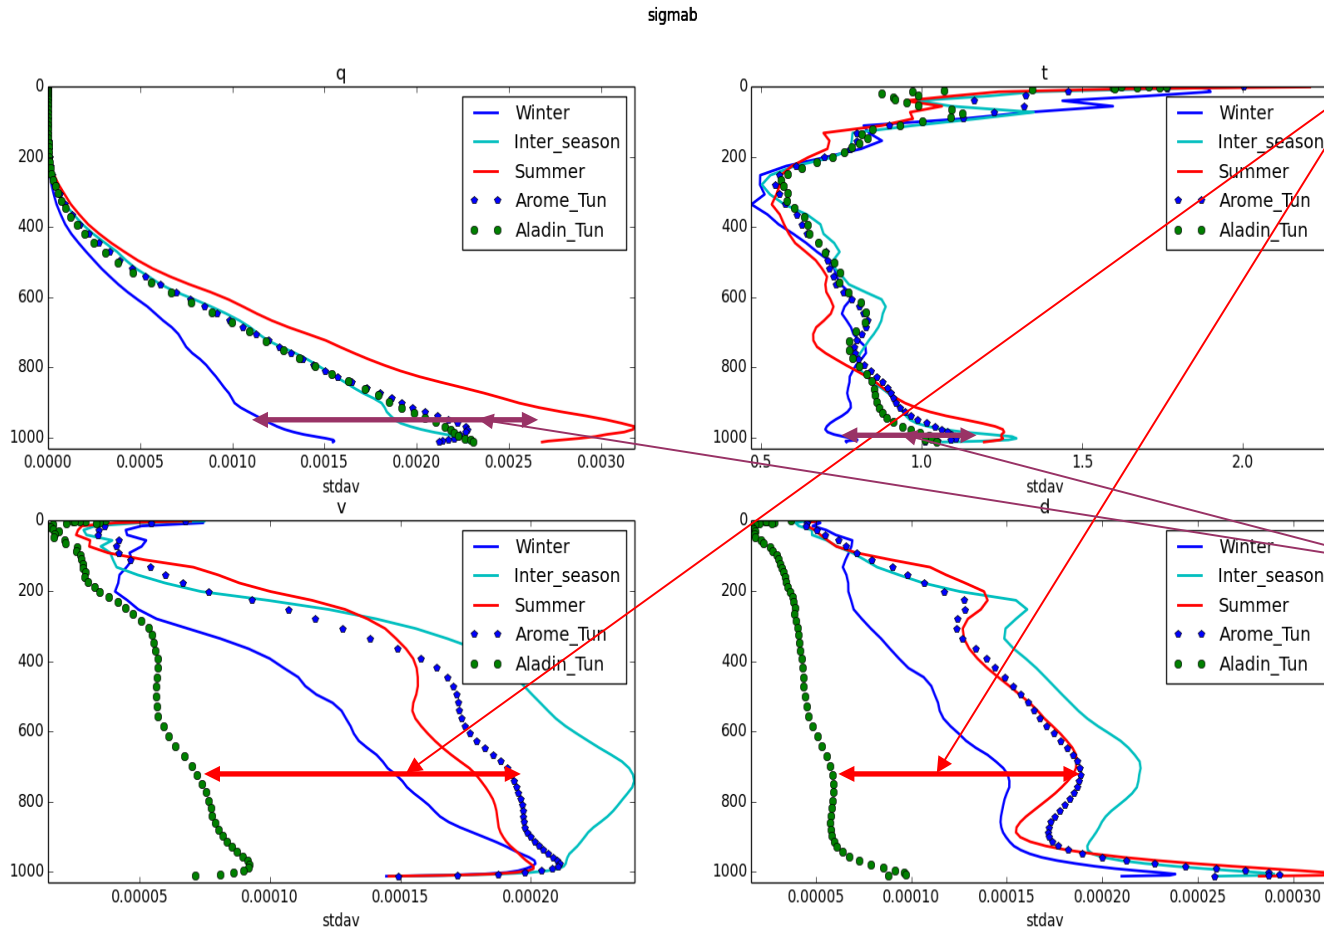 sigmab
q
0
200
400
600
800
1000
0.0000 0.0005 0.0010 0.0015 0.0020 0.0025 0.0030
stdav
Winter
Inter_season
Summer
Arome_Tun
Aladin_Tun
t
0
200
400
600
800
1000
0.5 1.0 1.5 2.0
stdav
Winter
Inter_season
Summer
Arome_Tun
Aladin_Tun
v
0
200
400
600
800
1000
0.00005 0.00010 0.00015 0.00020
stdav
Winter
Inter_season
Summer
Arome_Tun
Aladin_Tun
d
0
200
400
600
800
1000
0.00005 0.00010 0.00015 0.00020 0.00025 0.00030
stdav
Winter
Inter_season
Summer
Arome_Tun
Aladin_Tun